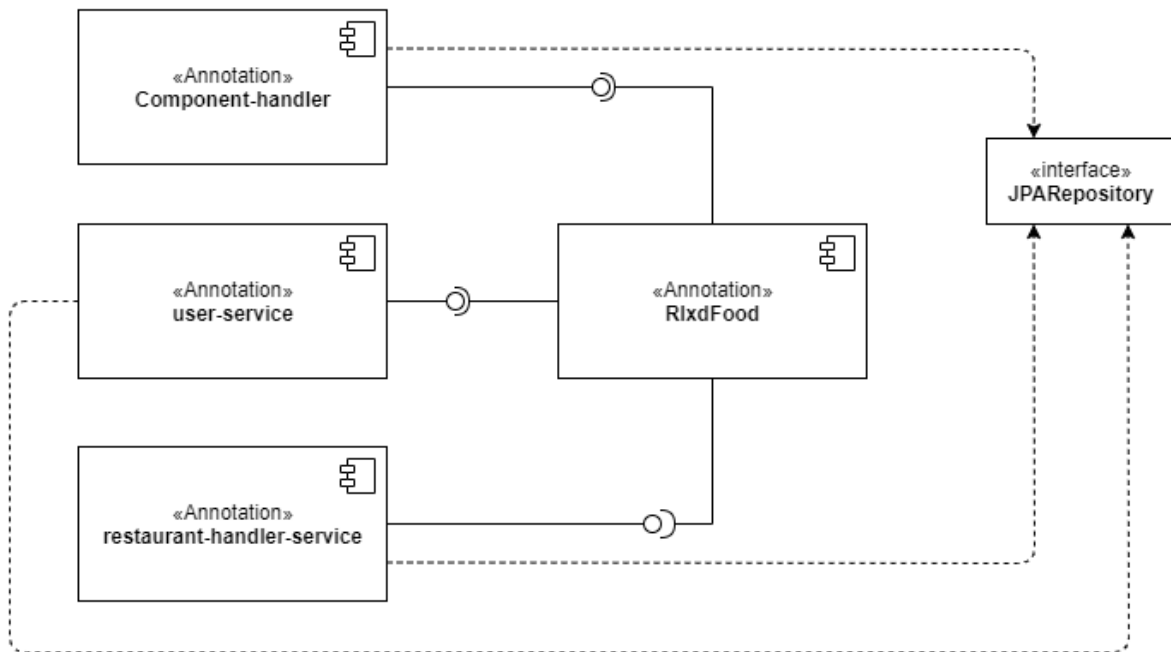 «Annotation»
Component-handler
«interface»
JPARepository
«Annotation»
user-service
«Annotation»
RlxdFood
«Annotation»
restaurant-handler-service